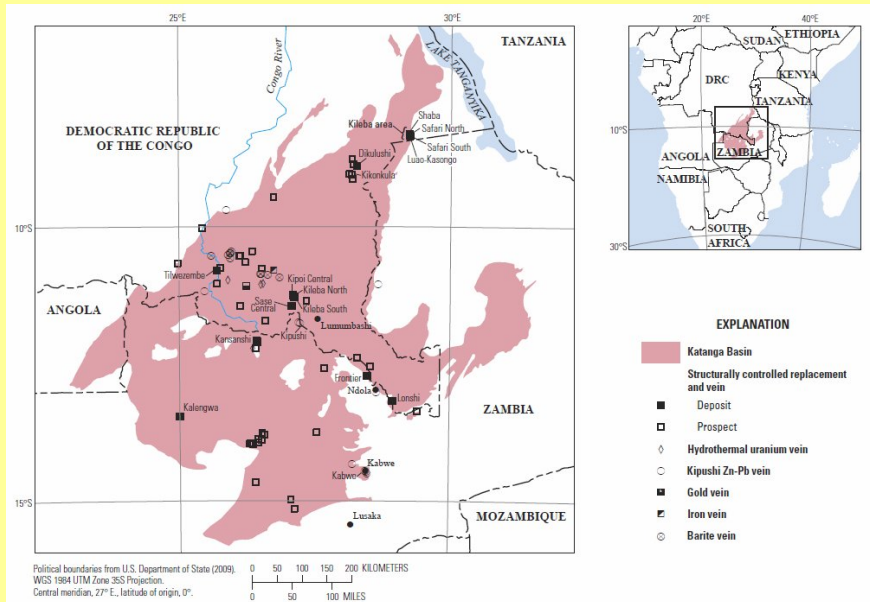 25°E
30°E
TANZANIA
Congo River
LAKE TANGANYIKA
DEMOCRATIC REPUBLIC
OF THE CONGO
Kileba area
Shaba
Safari North
Safari South
Luao-Kasongo
Dikulushi
Kikonkula
10°S
Tilwezembe
Kipoi Central
Kileba North
Sase
Central
Kileba South
ANGOLA
Kipushi
Lumumbashi
Kansanshi
Frontier
Ndola
Lonshi
ZAMBIA
Kalengwa
Kabwe
Kabwe
15°S
Lusaka
MOZAMBIQUE
Political boundaries from U.S. Department of State (2009).
WGS 1984 UTM Zone 35S Projection.
Central meridian, 27° E., latitude of origin, 0°.
0 50 100 150 200 KILOMETERS
0 50 100 MILES
20°E
40°E
SUDAN
ETHIOPIA
DRC
KENYA
TANZANIA
10°S
ZAMBIA
ANGOLA
NAMIBIA
SOUTH
AFRICA
30°S
EXPLANATION
Katanga Basin
Structurally controlled replacement
and vein
Deposit
Prospect
Hydrothermal uranium vein
Kipushi Zn-Pb vein
Gold vein
Iron vein
Barite vein